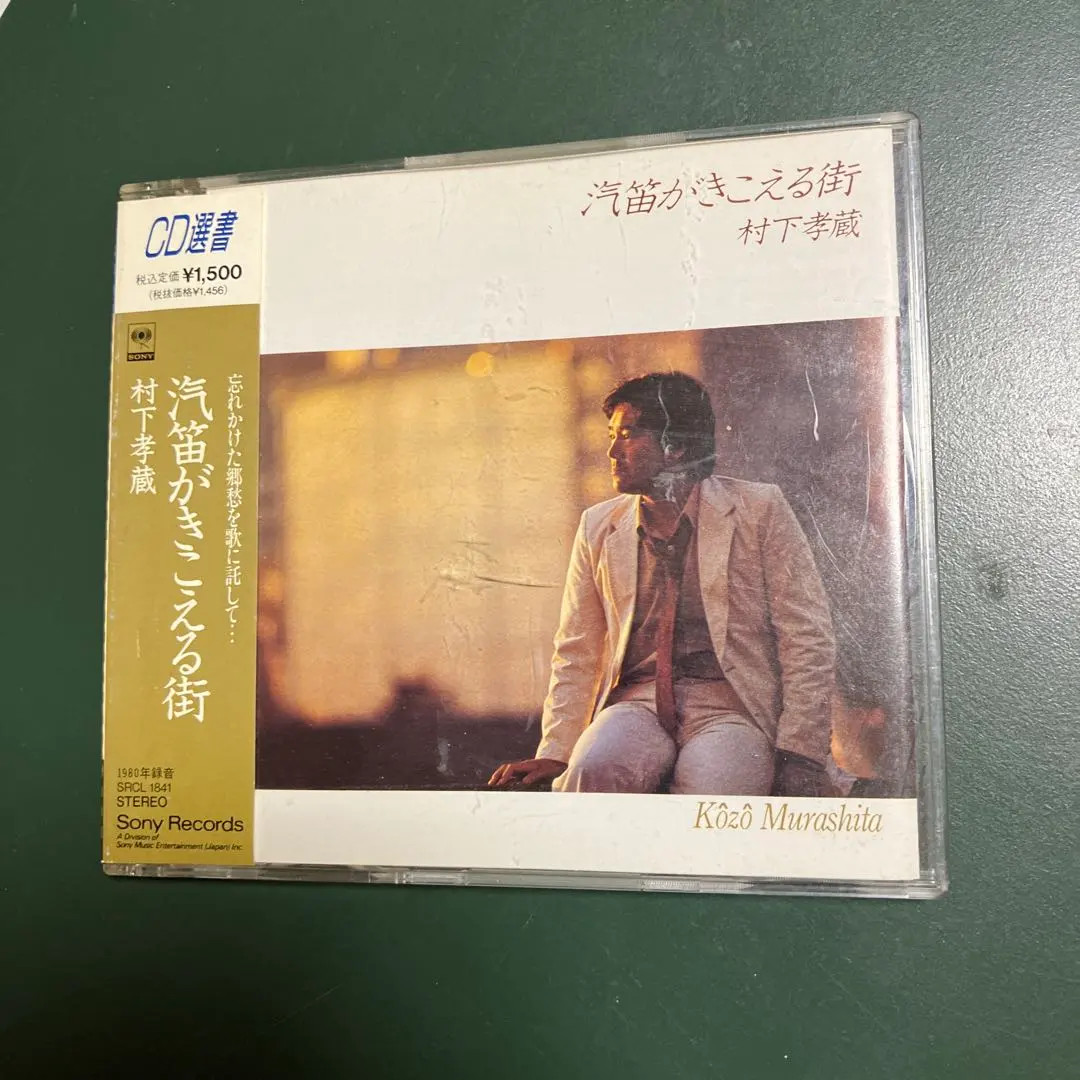 汽笛がきこえる街
村下孝蔵
CD選書
税込定価¥1,500
(税抜価格¥1,456)
SONY
忘れかけた郷愁を歌に託して…
汽笛がきこえる街
村下孝蔵
1980年録音
SRCL 1841
STEREO
Sony Records
A Division of
Sony Music Entertainment (Japan) Inc.
Kôzô Murashita